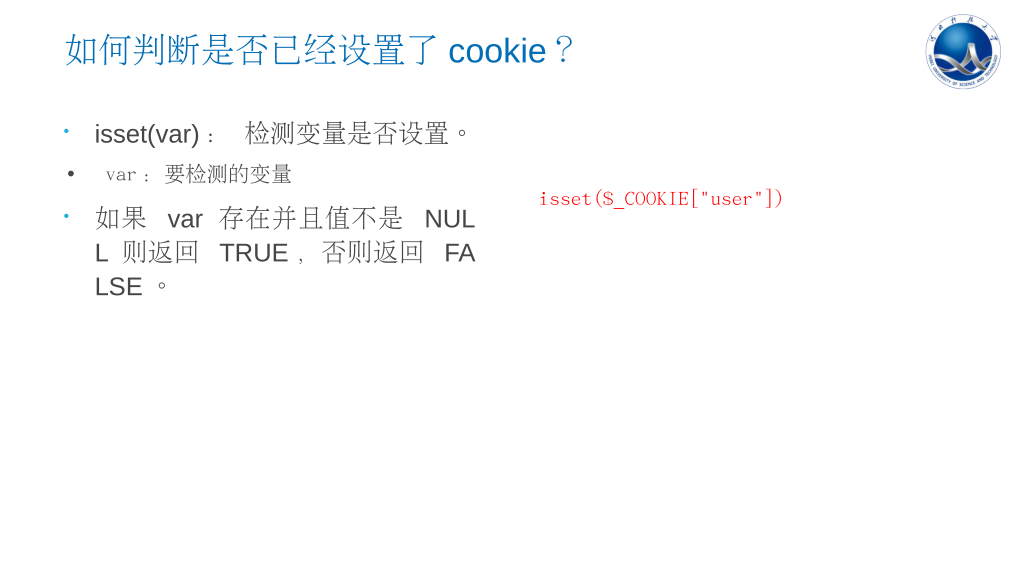 如何判断是否已经设置了 cookie？
isset(var)： 检测变量是否设置。
var：要检测的变量
如果 var 存在并且值不是 NUL
L 则返回 TRUE，否则返回 FA
LSE。
isset($_COOKIE["user"])